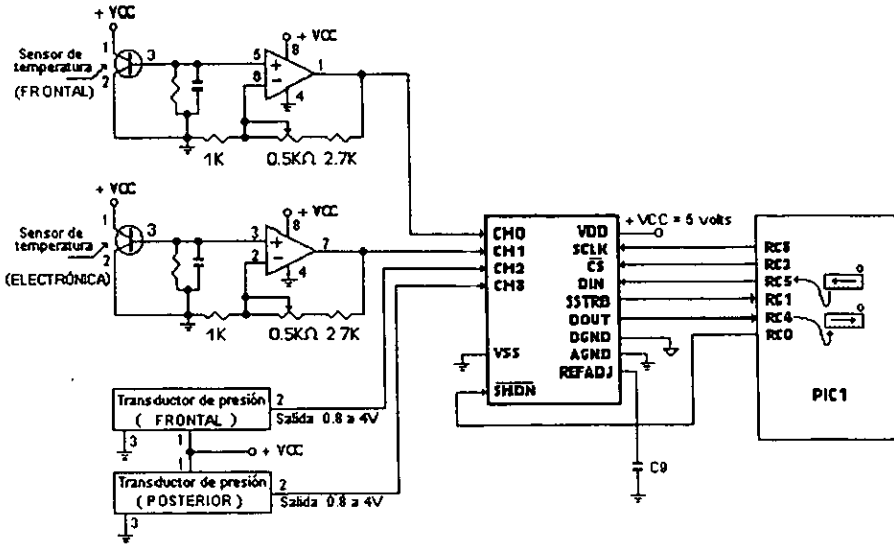 + VCC
1
Sensor de
temperatura
(FRONTAL)
2
3
5
6
+
−
+ VCC
8
1
4
1K
0.5KΩ
2.7K
+ VCC
1
Sensor de
temperatura
(ELECTRÓNICA)
2
3
3
2
+
−
+ VCC
8
7
4
1K
0.5KΩ
2.7K
CH0
CH1
CH2
CH3
VSS
SHDN
VDD
SCLK
CS
DIN
SSTRB
DOUT
DGND
AGND
REFADJ
+ VCC = 5 volts
RC3
RC2
RC5
RC1
RC4
RC0
0
0
PIC1
C9
Transductor de presión
( FRONTAL )
2
Salida 0.8 a 4V
3
1
+ VCC
1
Transductor de presión
( POSTERIOR )
2
Salida 0.8 a 4V
3